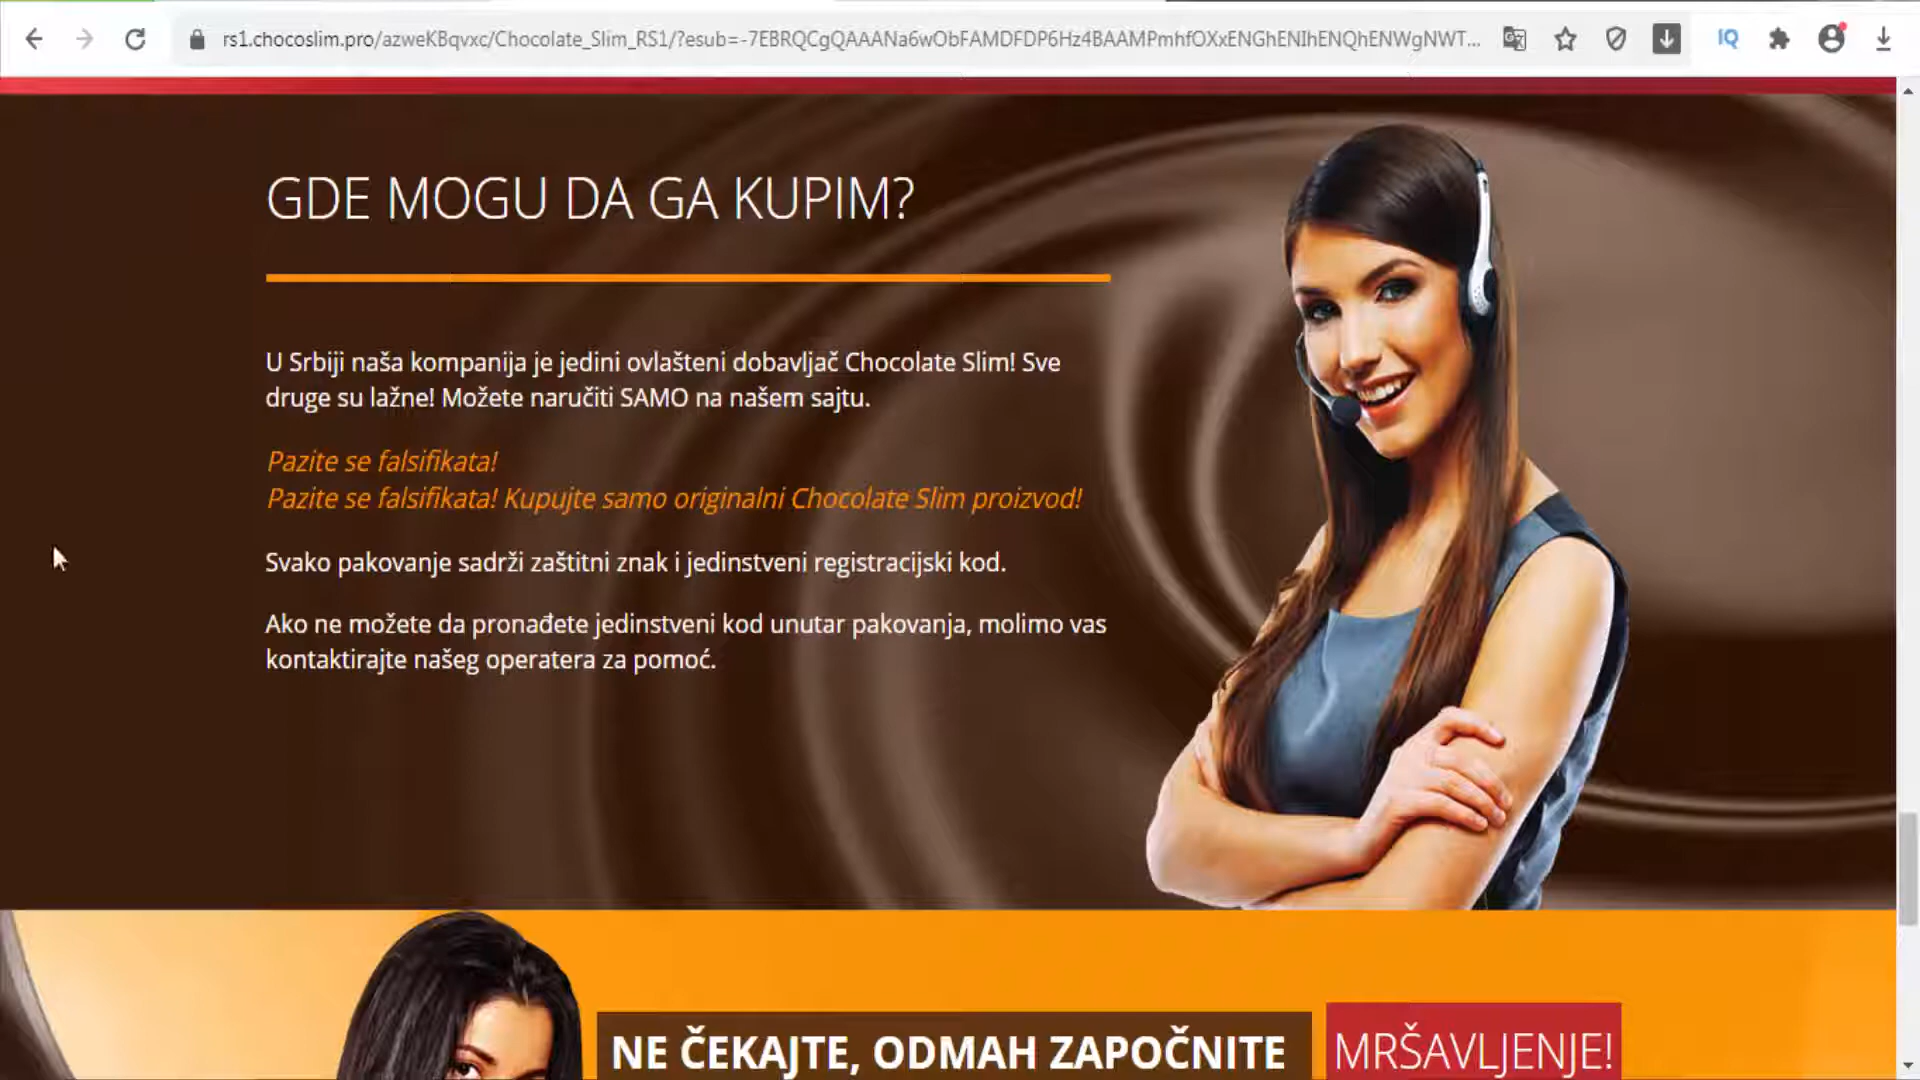 rs1.chocoslim.pro/azweKBqvxc/Chocolate_Slim_RS1/?esub=-7EBRQCgQAAANa6wObFAMDFDP6Hz4BAAMPmhfOXxENGhENIhENQhENWgNWT...
IQ
GDE MOGU DA GA KUPIM?
U Srbiji naša kompanija je jedini ovlašteni dobavljač Chocolate Slim! Sve
druge su lažne! Možete naručiti SAMO na našem sajtu.
Pazite se falsifikata!
Pazite se falsifikata! Kupujte samo originalni Chocolate Slim proizvod!
Svako pakovanje sadrži zaštitni znak i jedinstveni registracijski kod.
Ako ne možete da pronađete jedinstveni kod unutar pakovanja, molimo vas
kontaktirajte našeg operatera za pomoć.
NE ČEKAJTE, ODMAH ZAPOČNITE MRŠAVLJENJE!